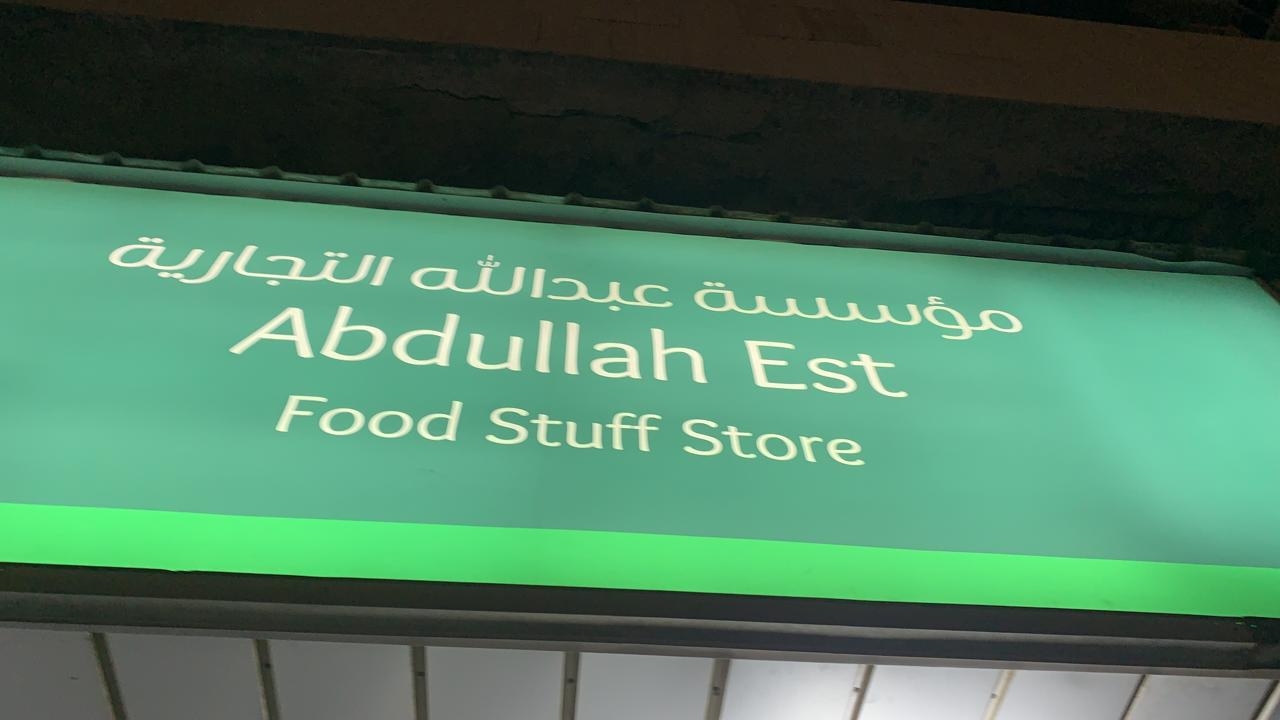 مؤسسة عبدالله التجارية
Abdullah Est
Food Stuff Store